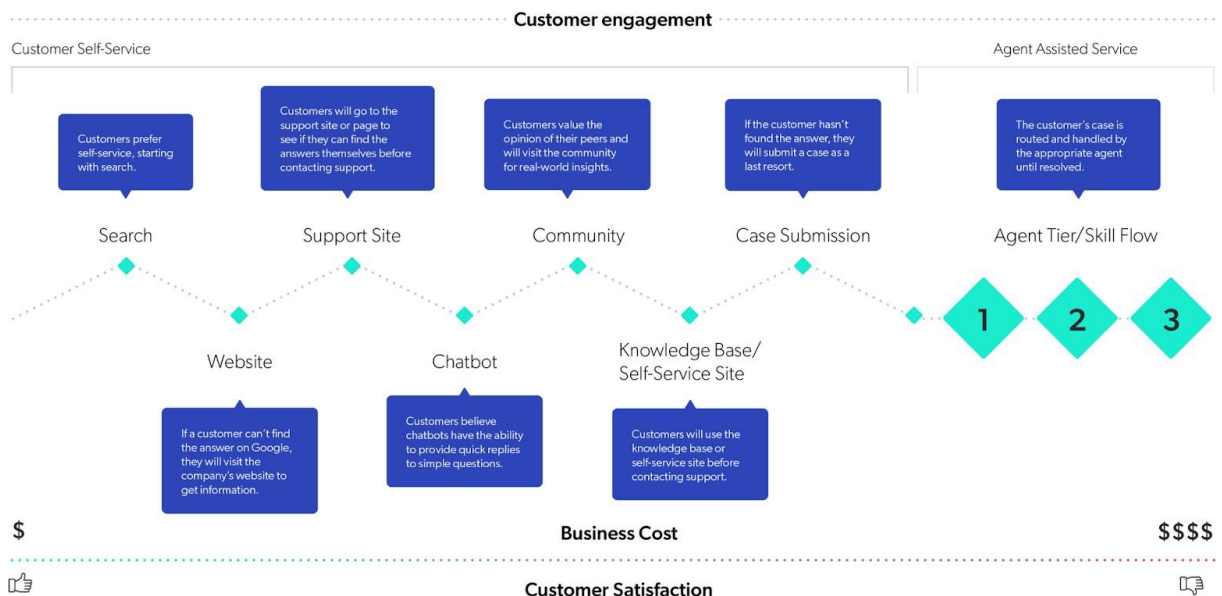 Customer engagement
Customer Self-Service
Agent Assisted Service
Customers prefer
self-service, starting
with search.
Customers will go to the
support site or page to
see if they can find the
answers themselves before
contacting support.
Customers value the
opinion of their peers and
will visit the community
for real-world insights.
If the customer hasn't
found the answer, they
will submit a case as a
last resort.
The customer's case is
routed and handled by
the appropriate agent
until resolved.
Search
Support Site
Community
Case Submission
Agent Tier/Skill Flow
1
2
3
Website
Chatbot
Knowledge Base/
Self-Service Site
If a customer can't find
the answer on Google,
they will visit the
company's website to
get information.
Customers believe
chatbots have the ability
to provide quick replies
to simple questions.
Customers will use the
knowledge base or
self-service site before
contacting support.
$
Business Cost
$$$$
Customer Satisfaction